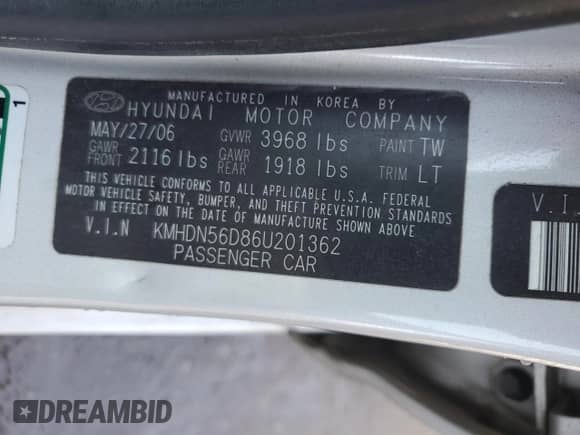 MANUFACTURED IN KOREA BY
HYUNDAI MOTOR COMPANY
MAY/27/06 GVWR 3968 lbs PAINT TW
GAWR FRONT 2116 lbs GAWR REAR 1918 lbs TRIM LT
THIS VEHICLE CONFORMS TO ALL APPLICABLE U.S.A. FEDERAL
MOTOR VEHICLE SAFETY, BUMPER, AND THEFT PREVENTION STANDARDS
IN EFFECT ON THE DATE OF MANUFACTURE SHOWN ABOVE.
V.I.N KMHDN56D86U201362
PASSENGER CAR
1
V.I
DREAMBID